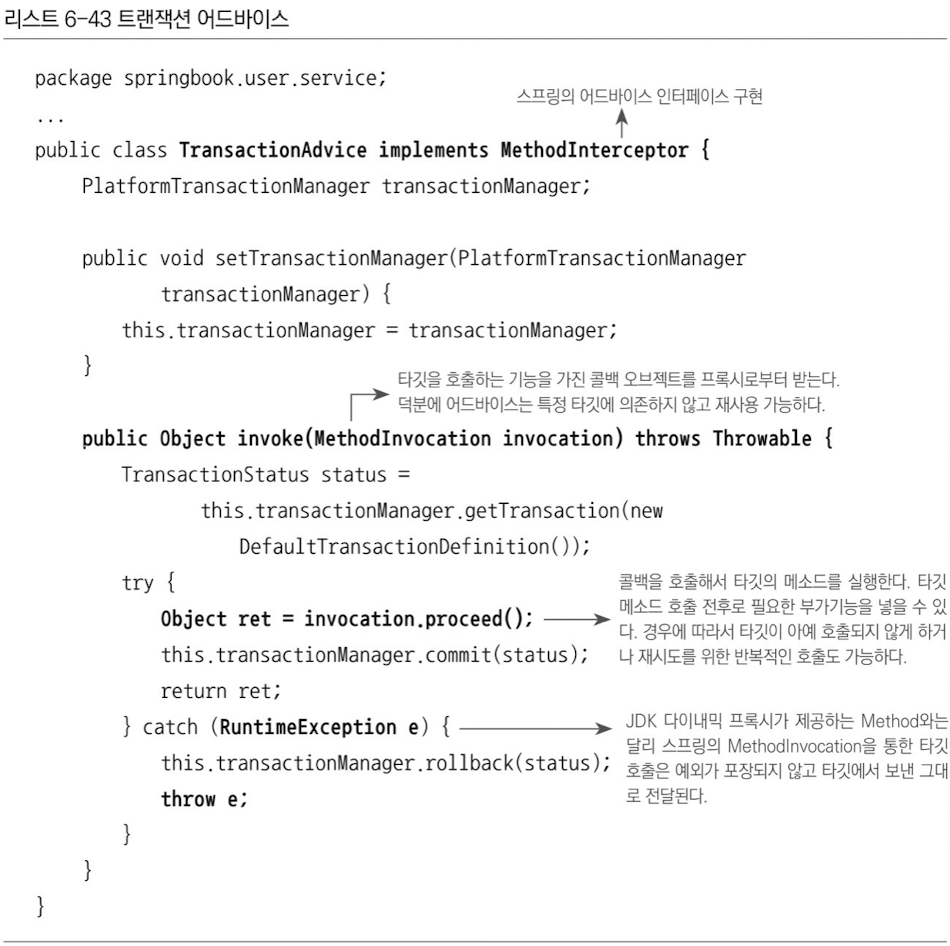 리스트 6-43 트랜잭션 어드바이스
package springbook.user.service;
스프링의 어드바이스 인터페이스 구현
...
public class TransactionAdvice implements MethodInterceptor {
PlatformTransactionManager transactionManager;
public void setTransactionManager(PlatformTransactionManager
transactionManager) {
this.transactionManager = transactionManager;
}
타깃을 호출하는 기능을 가진 콜백 오브젝트를 프록시로부터 받는다.
덕분에 어드바이스는 특정 타깃에 의존하지 않고 재사용 가능하다.
public Object invoke(MethodInvocation invocation) throws Throwable {
TransactionStatus status =
this.transactionManager.getTransaction(new
DefaultTransactionDefinition());
try {
Object ret = invocation.proceed();
this.transactionManager.commit(status);
return ret;
콜백을 호출해서 타깃의 메소드를 실행한다. 타깃
메소드 호출 전후로 필요한 부가기능을 넣을 수 있
다. 경우에 따라서 타깃이 아예 호출되지 않게 하거
나 재시도를 위한 반복적인 호출도 가능하다.
} catch (RuntimeException e) {
this.transactionManager.rollback(status);
throw e;
JDK 다이내믹 프록시가 제공하는 Method와는
달리 스프링의 MethodInvocation을 통한 타깃
호출은 예외가 포장되지 않고 타깃에서 보낸 그대
로 전달된다.
}
}
}